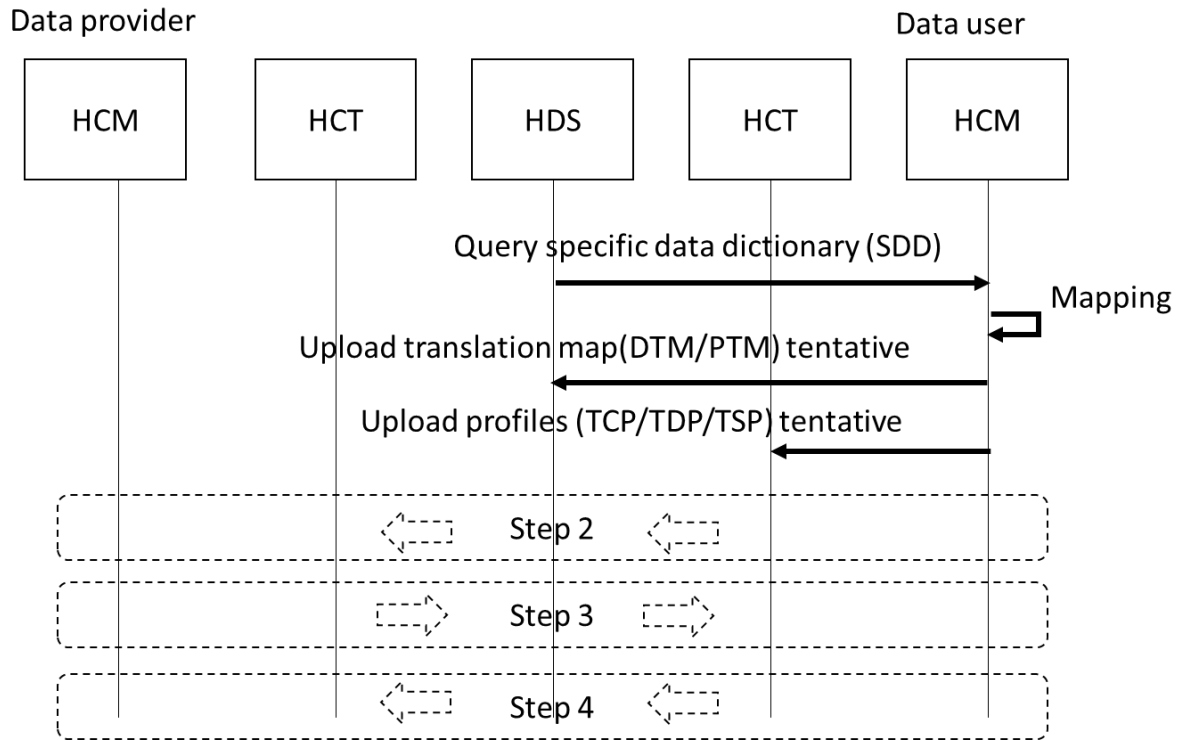 Data provider
Data user
HCM
HCT
HDS
HCT
HCM
Query specific data dictionary (SDD)
Mapping
Upload translation map(DTM/PTM) tentative
Upload profiles (TCP/TDP/TSP) tentative
Step 2
Step 3
Step 4